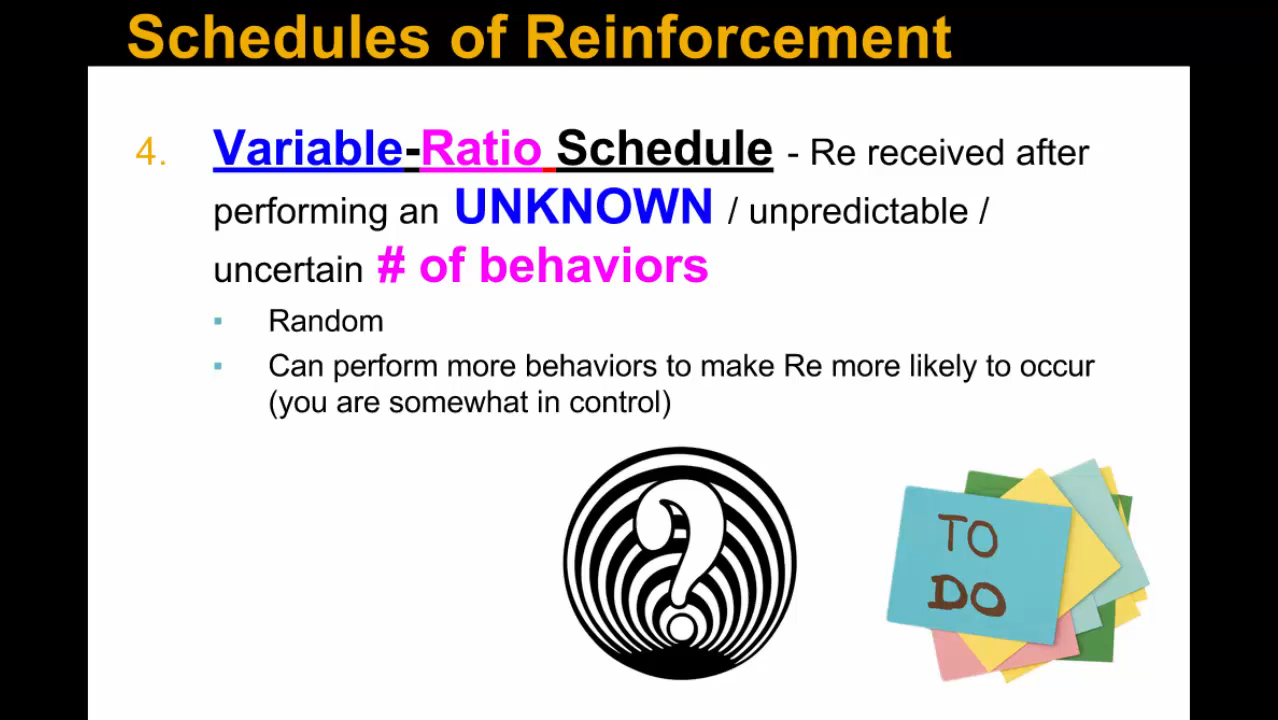 Schedules of Reinforcement
4. Variable-Ratio Schedule - Re received after
performing an UNKNOWN / unpredictable /
uncertain # of behaviors
▪ Random
▪ Can perform more behaviors to make Re more likely to occur
(you are somewhat in control)
?
TO
DO